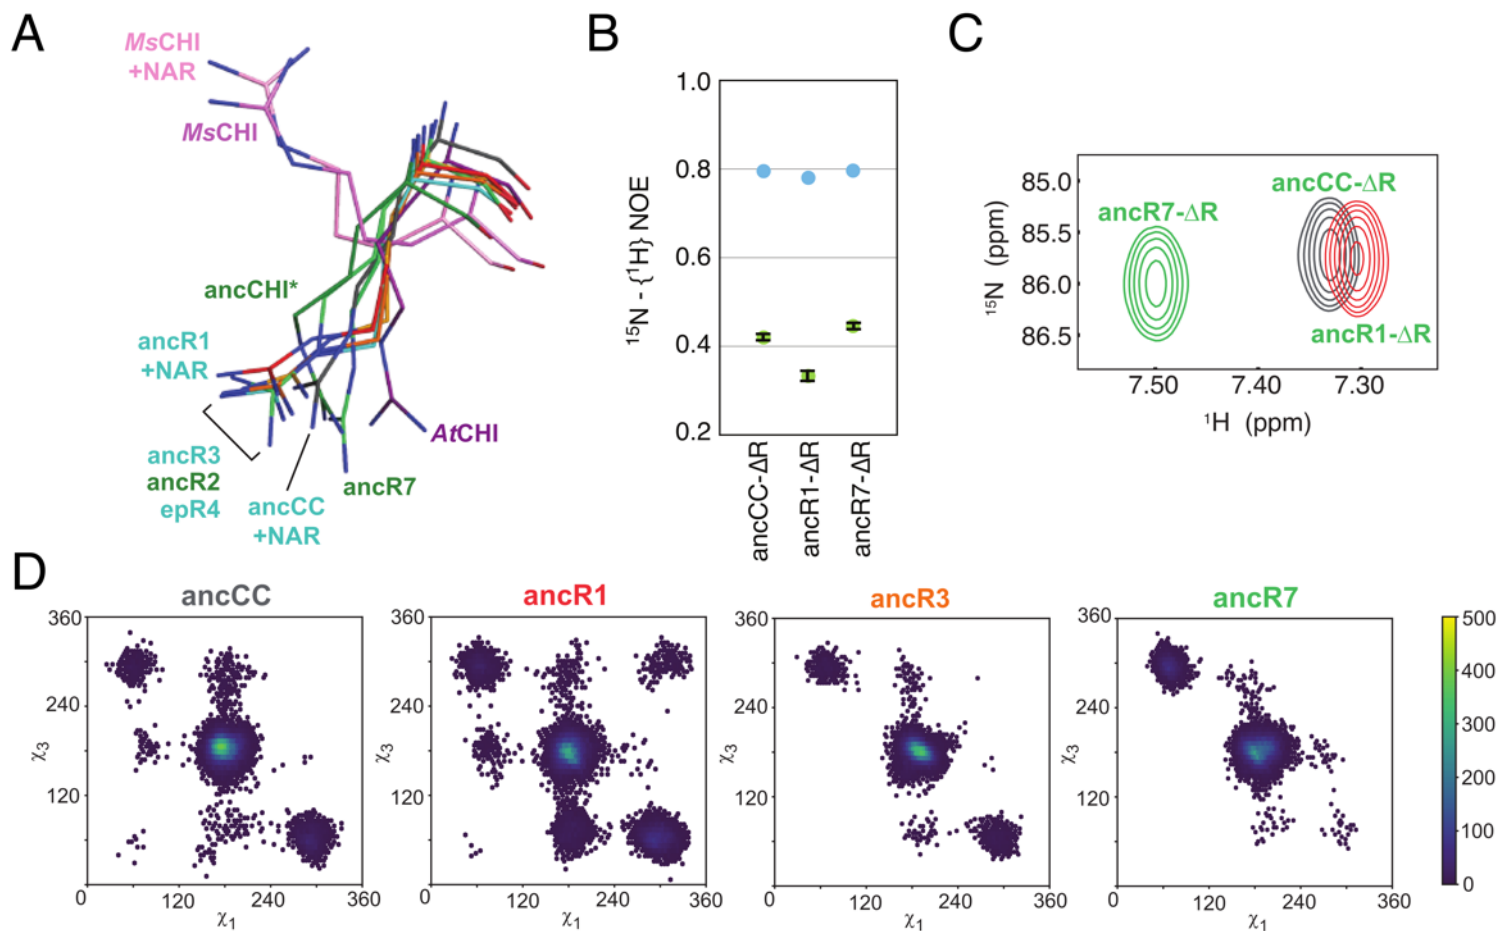 A
MsCHI
+NAR
MsCHI
ancCHI*
ancR1
+NAR
ancR3
ancR2
epR4
ancCC
+NAR
ancR7
AtCHI
B
1.0
0.8
0.6
0.4
0.2
15N - {1H} NOE
ancCC-ΔR
ancR1-ΔR
ancR7-ΔR
C
85.0
85.5
86.0
86.5
15N (ppm)
ancR7-ΔR
ancCC-ΔR
ancR1-ΔR
7.50
7.40
7.30
1H (ppm)
D
ancCC
360
240
120
0
120
240
360
χ3
χ1
ancR1
360
240
120
0
120
240
360
χ3
χ1
ancR3
360
240
120
0
120
240
360
χ3
χ1
ancR7
360
240
120
0
120
240
360
χ3
χ1
500
400
300
200
100
0